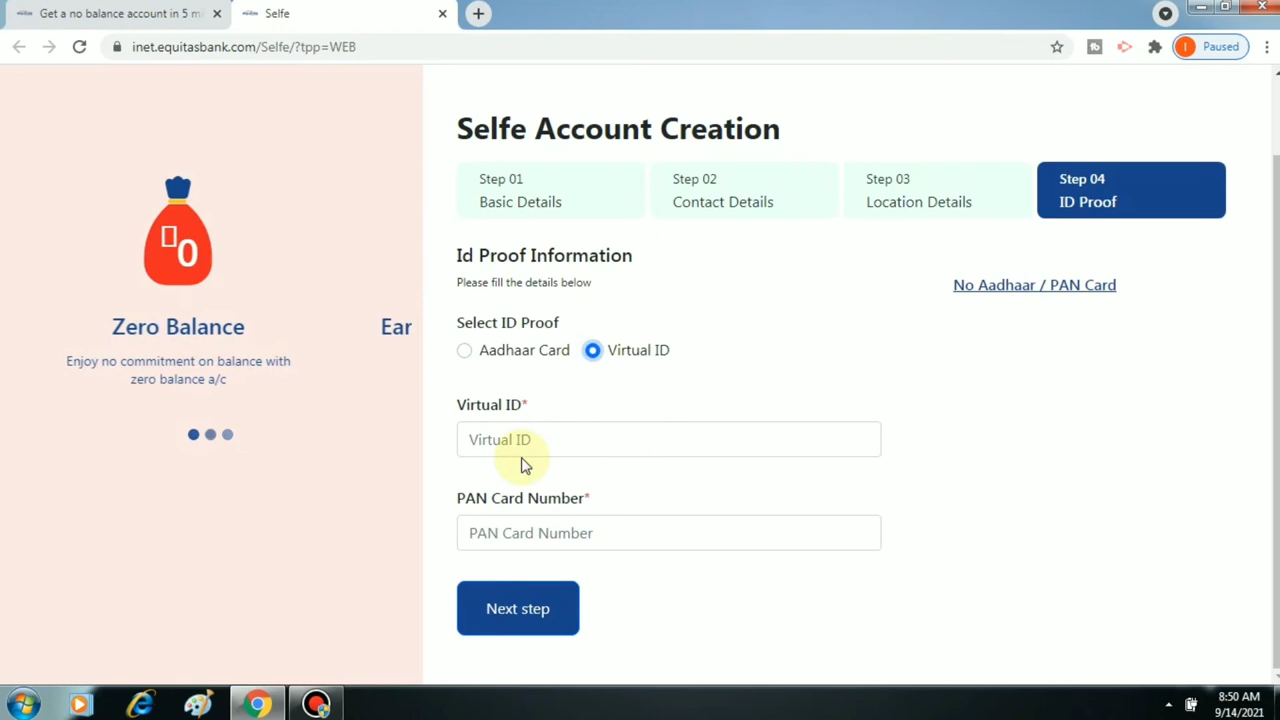 Get a no balance account in 5 mi
Selfe
inet.equitasbank.com/Selfe/?tpp=WEB
I
Paused
Selfe Account Creation
Step 01
Basic Details
Step 02
Contact Details
Step 03
Location Details
Step 04
ID Proof
0
Zero Balance
Ear
Enjoy no commitment on balance with
zero balance a/c
Id Proof Information
Please fill the details below
No Aadhaar / PAN Card
Select ID Proof
Aadhaar Card
Virtual ID
Virtual ID*
Virtual ID
PAN Card Number*
PAN Card Number
Next step
8:50 AM
9/14/2021